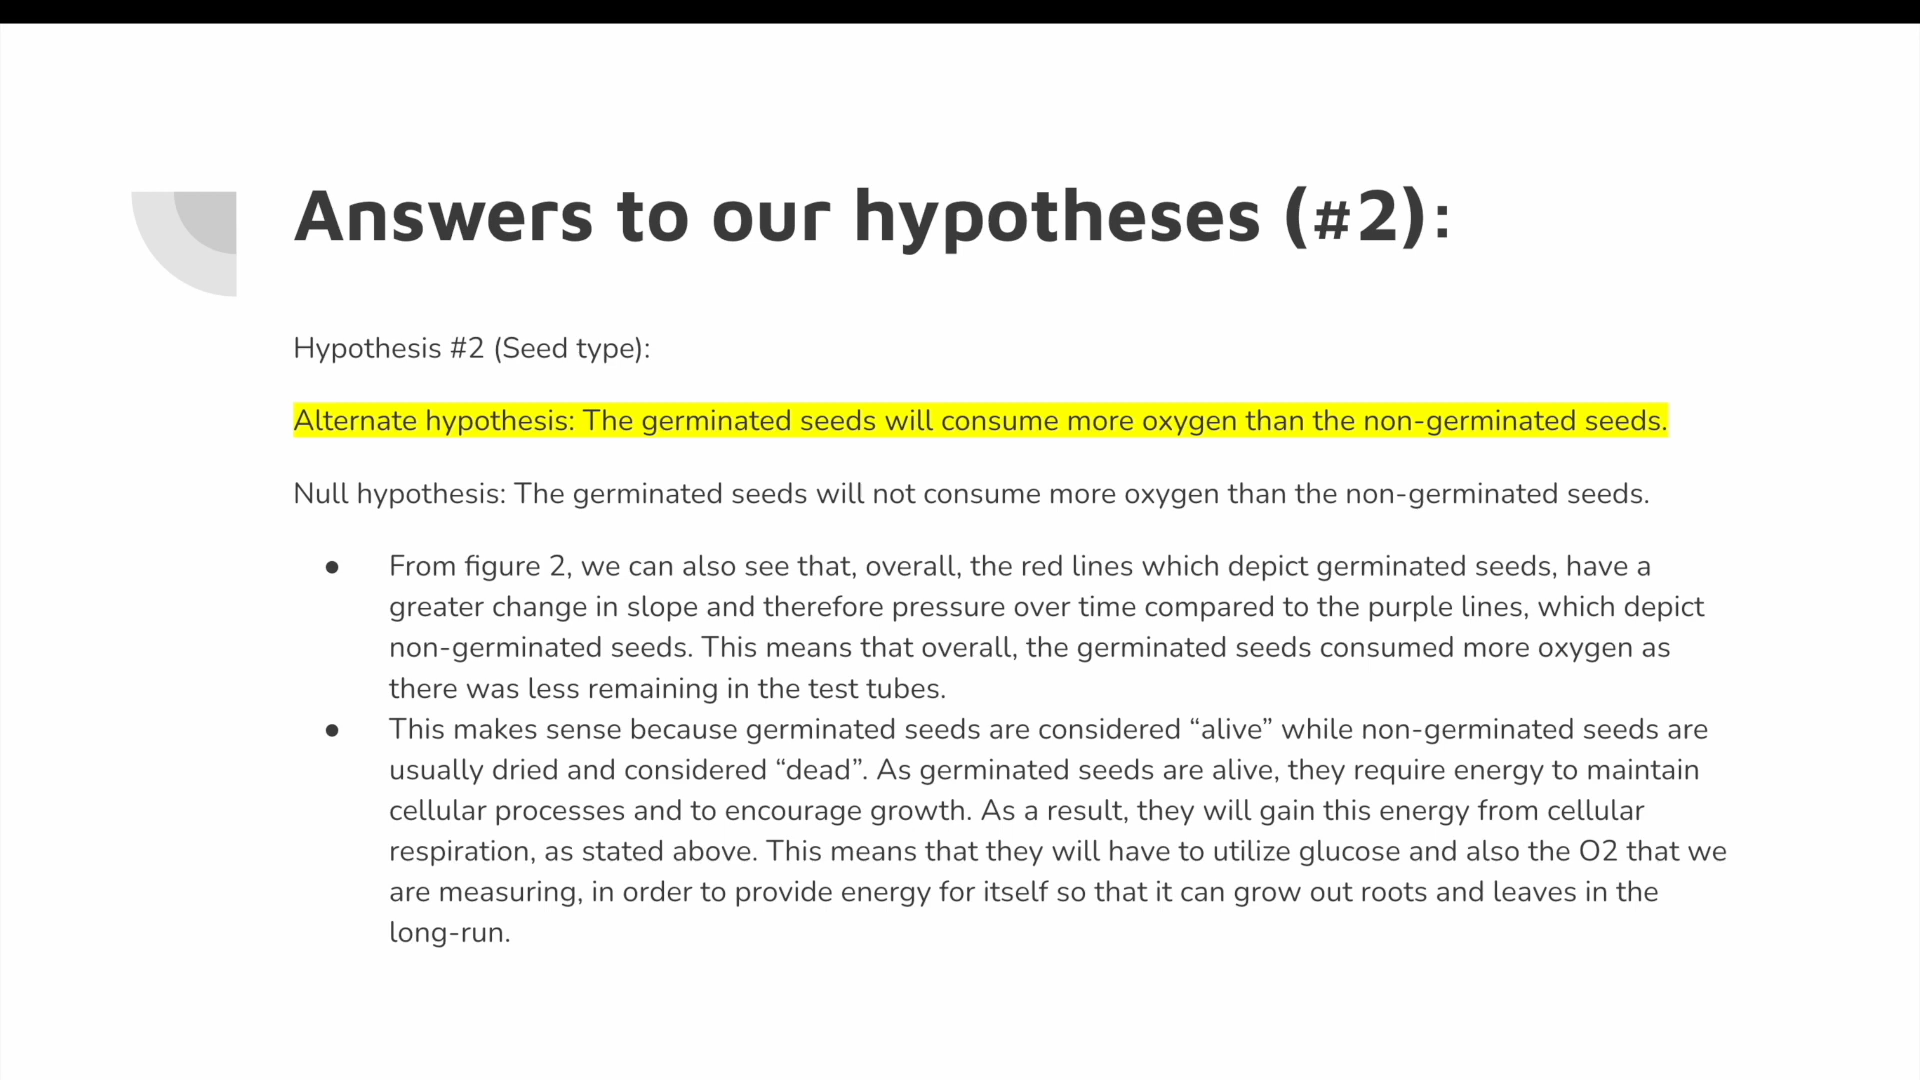 Answers to our hypotheses (#2):
Hypothesis #2 (Seed type):
Alternate hypothesis: The germinated seeds will consume more oxygen than the non-germinated seeds.
Null hypothesis: The germinated seeds will not consume more oxygen than the non-germinated seeds.
● From figure 2, we can also see that, overall, the red lines which depict germinated seeds, have a
greater change in slope and therefore pressure over time compared to the purple lines, which depict
non-germinated seeds. This means that overall, the germinated seeds consumed more oxygen as
there was less remaining in the test tubes.
● This makes sense because germinated seeds are considered “alive” while non-germinated seeds are
usually dried and considered “dead”. As germinated seeds are alive, they require energy to maintain
cellular processes and to encourage growth. As a result, they will gain this energy from cellular
respiration, as stated above. This means that they will have to utilize glucose and also the O2 that we
are measuring, in order to provide energy for itself so that it can grow out roots and leaves in the
long-run.